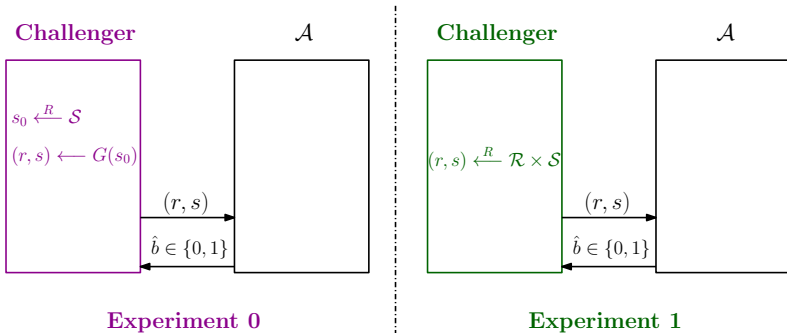 Challenger
𝒜
s₀ ←ᴿ 𝒮
(r, s) ⟵ G(s₀)
(r, s)
b̂ ∈ {0, 1}
Experiment 0
Challenger
𝒜
(r, s) ←ᴿ ℛ × 𝒮
(r, s)
b̂ ∈ {0, 1}
Experiment 1